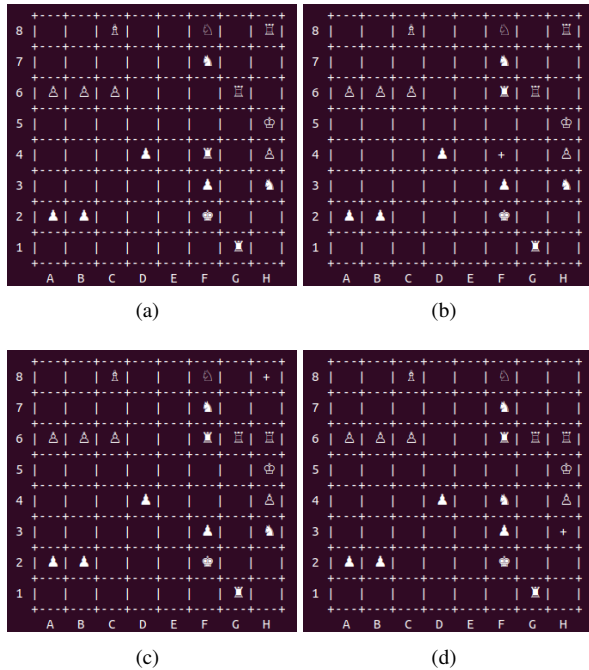 8 ♗ ♘ ♖
7 ♞
6 ♙ ♙ ♙ ♖
5 ♔
4 ♟ ♜ ♙
3 ♟ ♞
2 ♟ ♟ ♚
1 ♜
A B C D E F G H
(a)
8 ♗ ♘ ♖
7 ♞
6 ♙ ♙ ♙ ♜ ♖
5 ♔
4 ♟ + ♙
3 ♟ ♞
2 ♟ ♟ ♚
1 ♜
A B C D E F G H
(b)
8 ♗ ♘ +
7 ♞
6 ♙ ♙ ♙ ♜ ♖ ♖
5 ♔
4 ♟ ♙
3 ♟ ♞
2 ♟ ♟ ♚
1 ♜
A B C D E F G H
(c)
8 ♗ ♘
7 ♞
6 ♙ ♙ ♙ ♜ ♖ ♖
5 ♔
4 ♟ ♞ ♙
3 ♟ +
2 ♟ ♟ ♚
1 ♜
A B C D E F G H
(d)